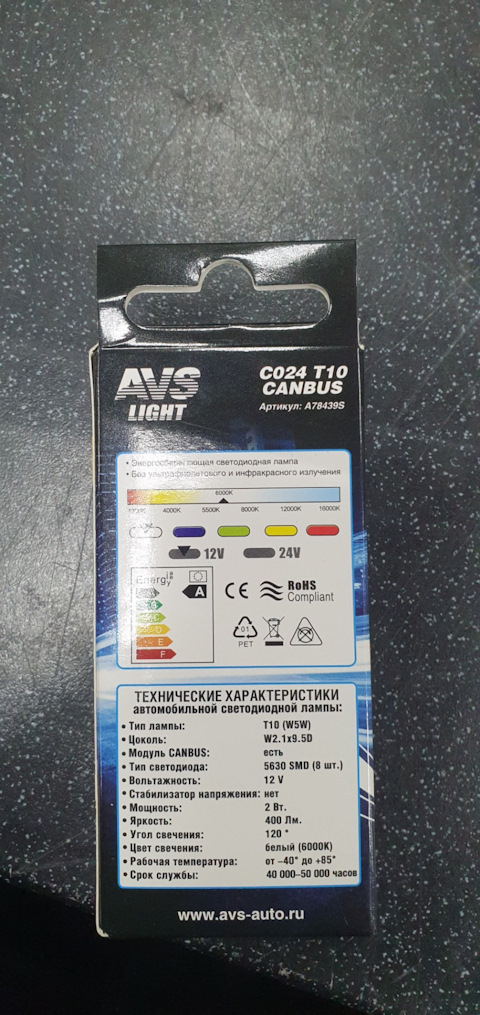 AVS
LIGHT
C024 T10
CANBUS
Артикул: A78439S
• Энергосберегающая светодиодная лампа
• Без ультрафиолетового и инфракрасного излучения
6000K
4000K 5500K 8000K 12000K 16000K
12V 24V
Energy
A
E
F
CE
RoHS
Compliant
01
PET
ТЕХНИЧЕСКИЕ ХАРАКТЕРИСТИКИ
автомобильной светодиодной лампы:
• Тип лампы: T10 (W5W)
• Цоколь: W2.1x9.5D
• Модуль CANBUS: есть
• Тип светодиода: 5630 SMD (8 шт.)
• Вольтажность: 12 V
• Стабилизатор напряжения: нет
• Мощность: 2 Вт.
• Яркость: 400 Лм.
• Угол свечения: 120 °
• Цвет свечения: белый (6000K)
• Рабочая температура: от –40° до +85°
• Срок службы: 40 000–50 000 часов
www.avs-auto.ru